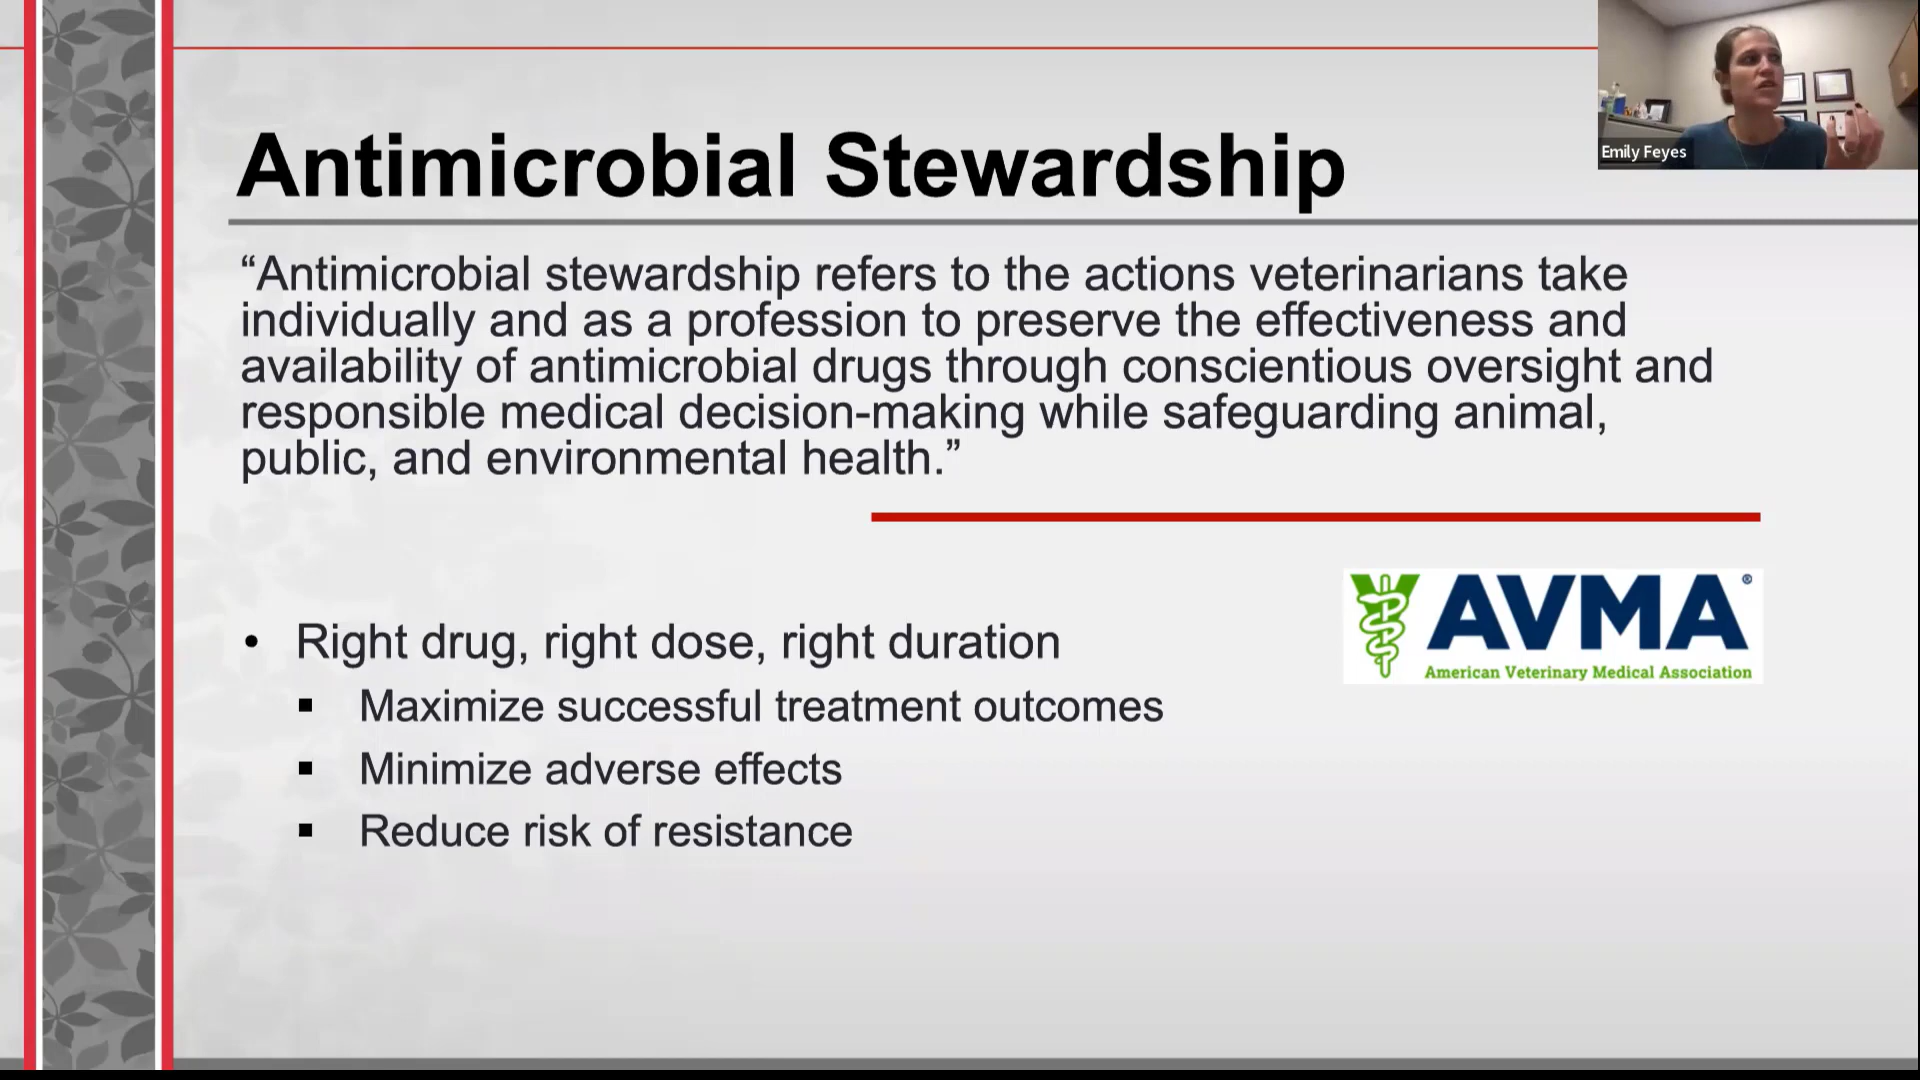 Emily Feyes
Antimicrobial Stewardship
“Antimicrobial stewardship refers to the actions veterinarians take
individually and as a profession to preserve the effectiveness and
availability of antimicrobial drugs through conscientious oversight and
responsible medical decision-making while safeguarding animal,
public, and environmental health.”
AVMA®
American Veterinary Medical Association
• Right drug, right dose, right duration
▪ Maximize successful treatment outcomes
▪ Minimize adverse effects
▪ Reduce risk of resistance